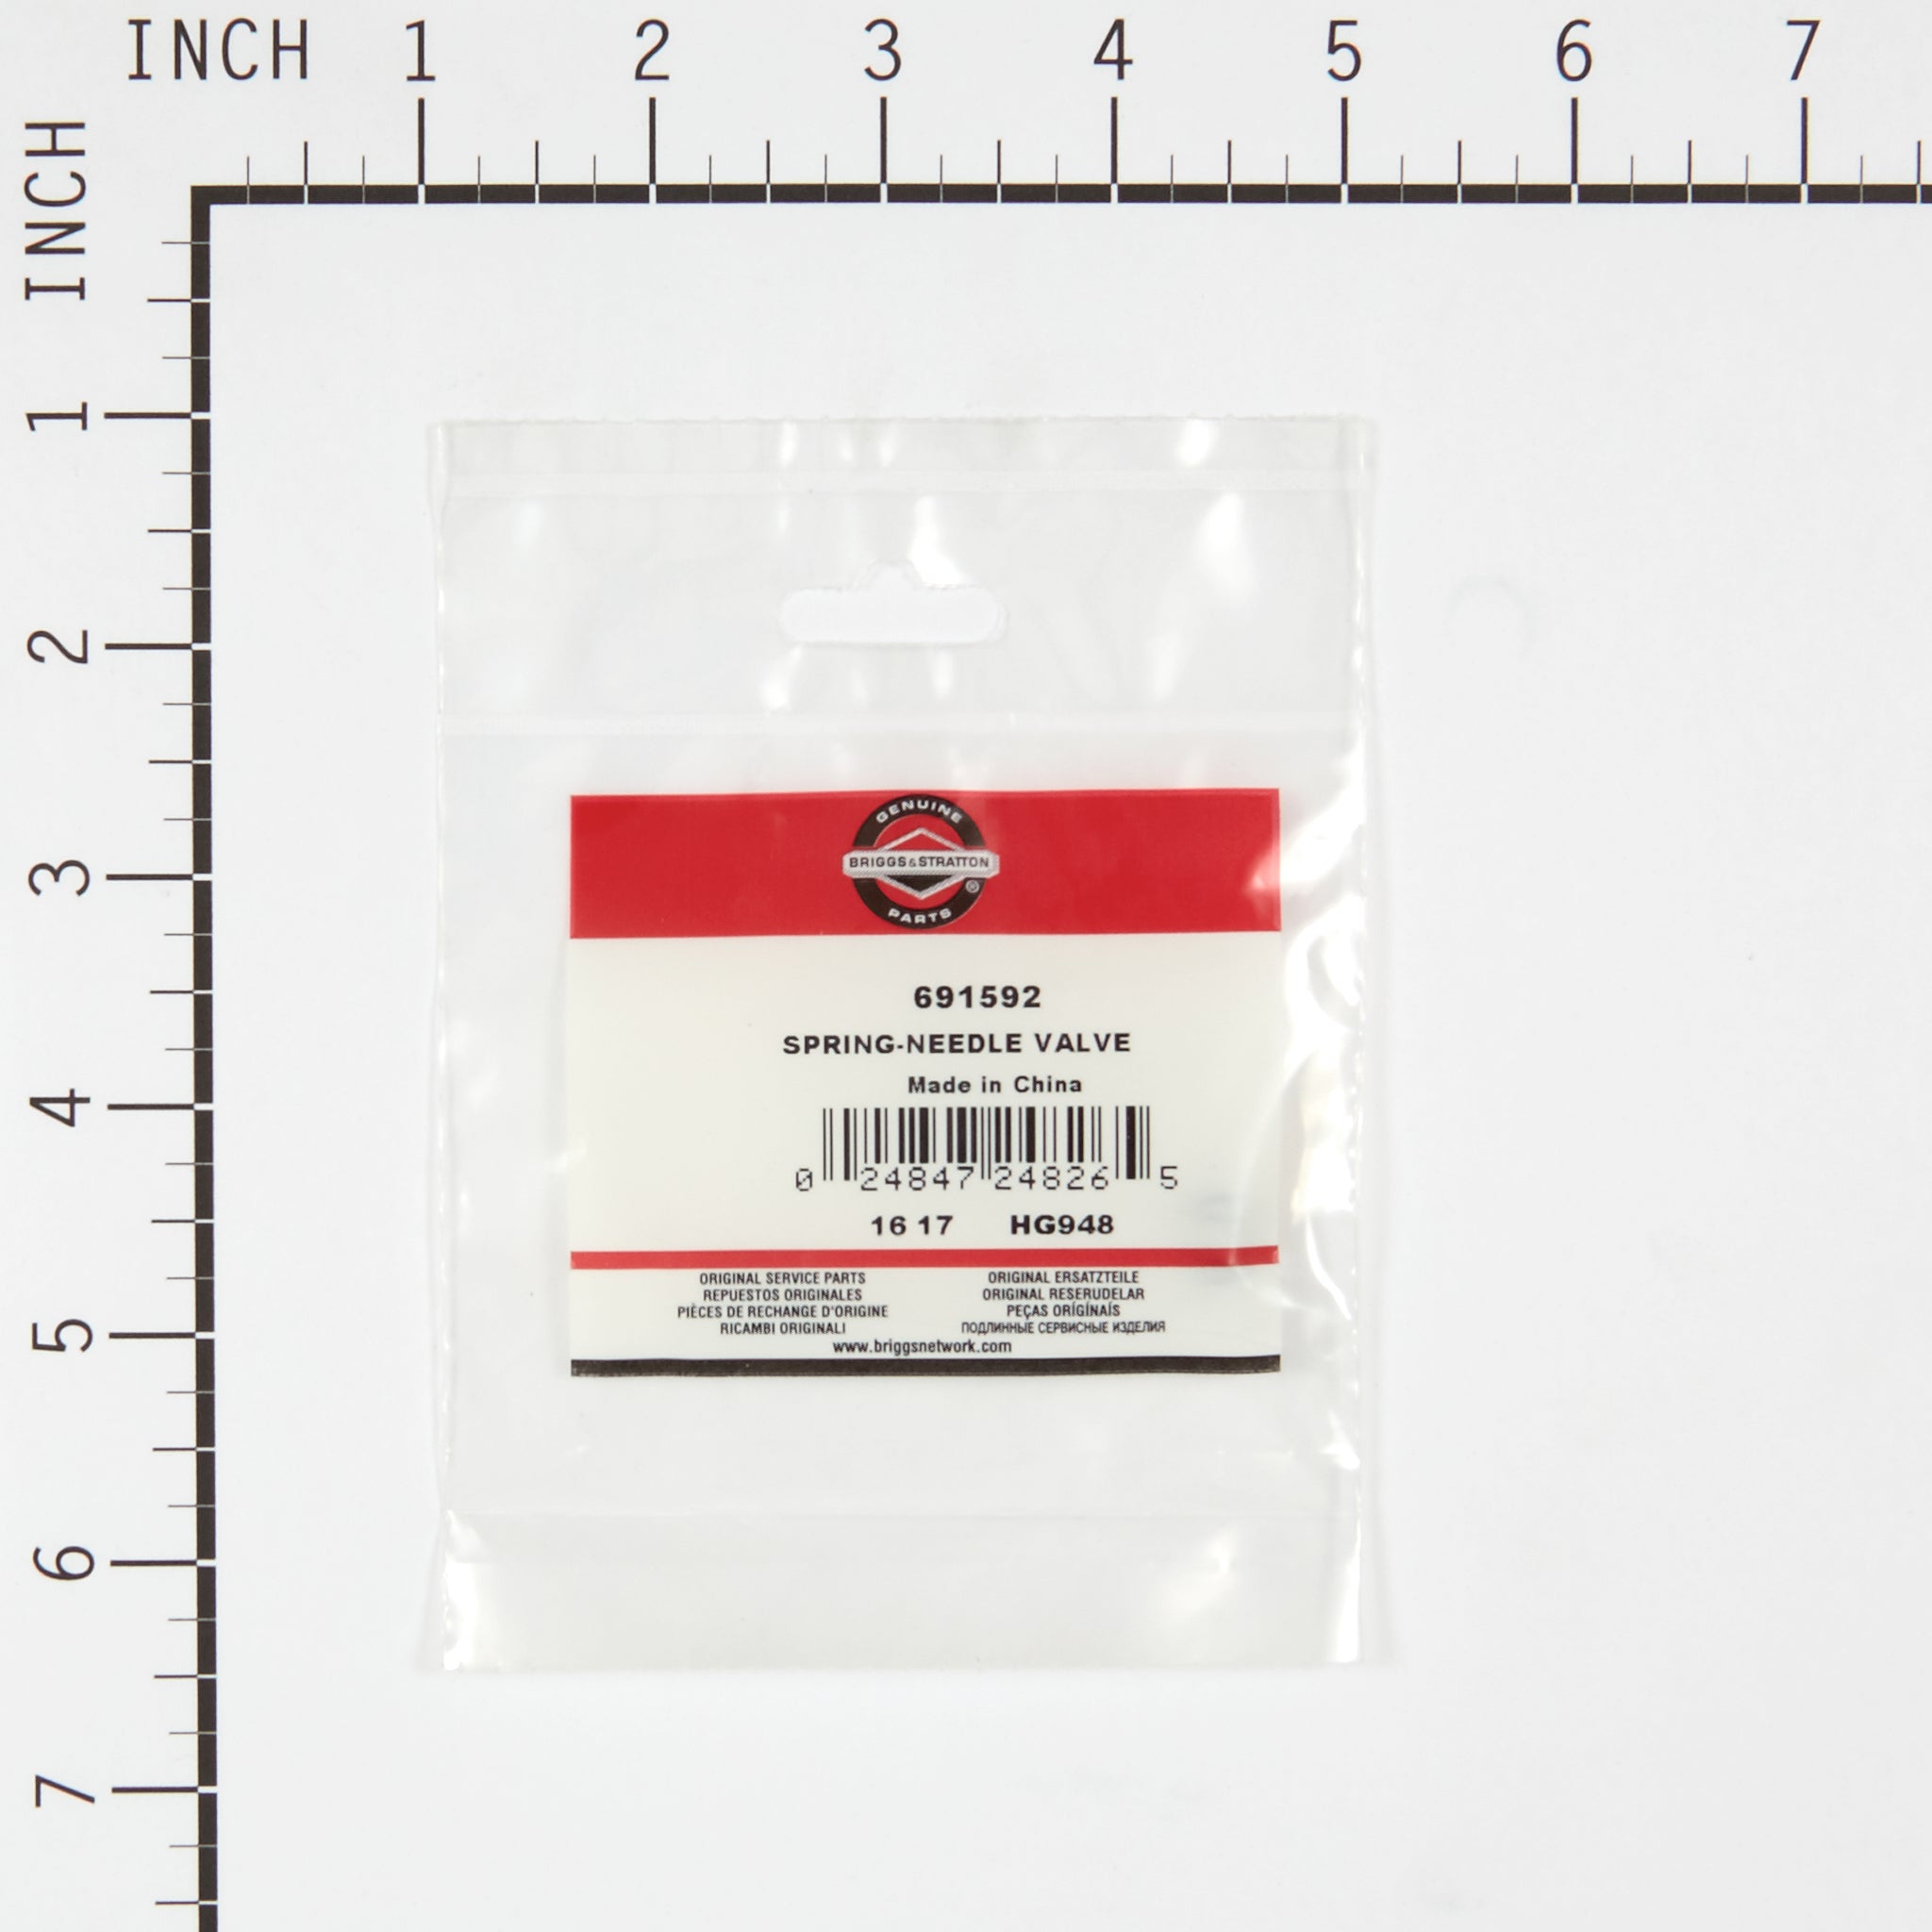 INCH 1 2 3 4 5 6 7
INCH 1 2 3 4 5 6 7
GENUINE
BRIGGS&STRATTON ®
PARTS
691592
SPRING-NEEDLE VALVE
Made in China
0 24847 24826 5
16 17 HG948
ORIGINAL SERVICE PARTS
REPUESTOS ORIGINALES
PIÈCES DE RECHANGE D'ORIGINE
RICAMBI ORIGINALI
ORIGINAL ERSATZTEILE
ORIGINAL RESERUDELAR
PEÇAS ORÍGÍNAÍS
ПОДЛИННЫЕ СЕРВИСНЫЕ ИЗДЕЛИЯ
www.briggsnetwork.com